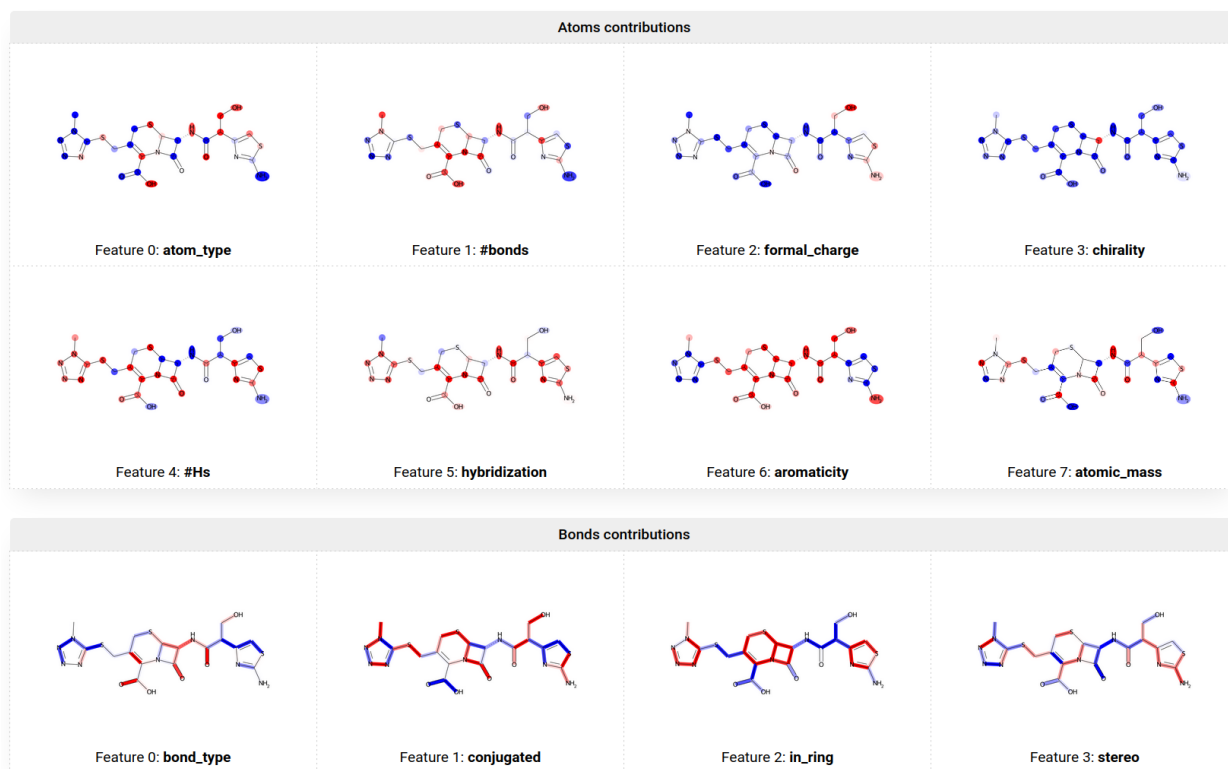 Atoms contributions
Feature 0: atom_type
Feature 1: #bonds
Feature 2: formal_charge
Feature 3: chirality
Feature 4: #Hs
Feature 5: hybridization
Feature 6: aromaticity
Feature 7: atomic_mass
Bonds contributions
Feature 0: bond_type
Feature 1: conjugated
Feature 2: in_ring
Feature 3: stereo